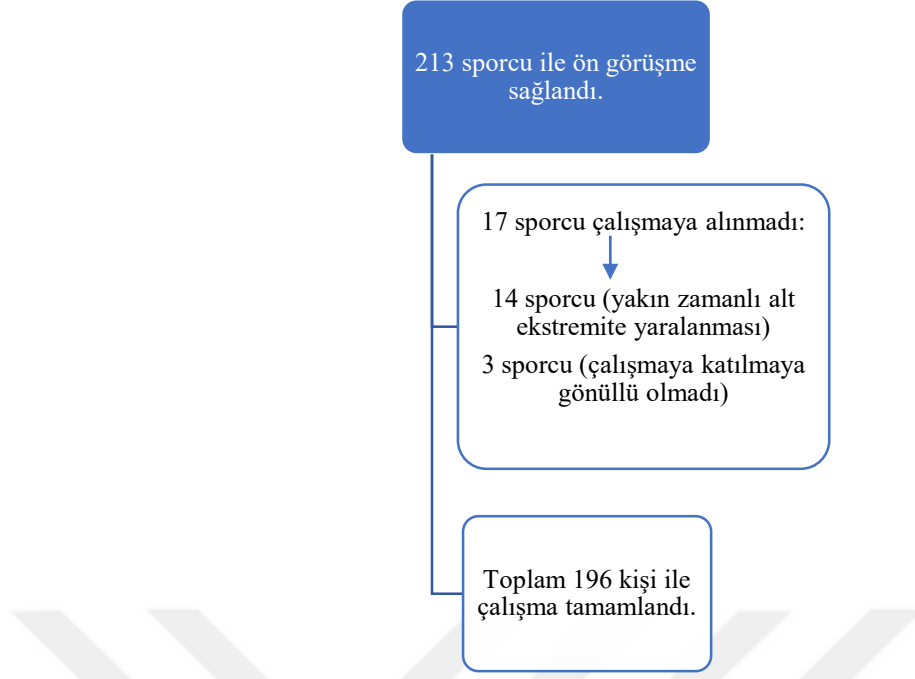 213 sporcu ile ön görüşme
sağlandı.
17 sporcu çalışmaya alınmadı:
14 sporcu (yakın zamanlı alt
ekstremite yaralanması)
3 sporcu (çalışmaya katılmaya
gönüllü olmadı)
Toplam 196 kişi ile
çalışma tamamlandı.